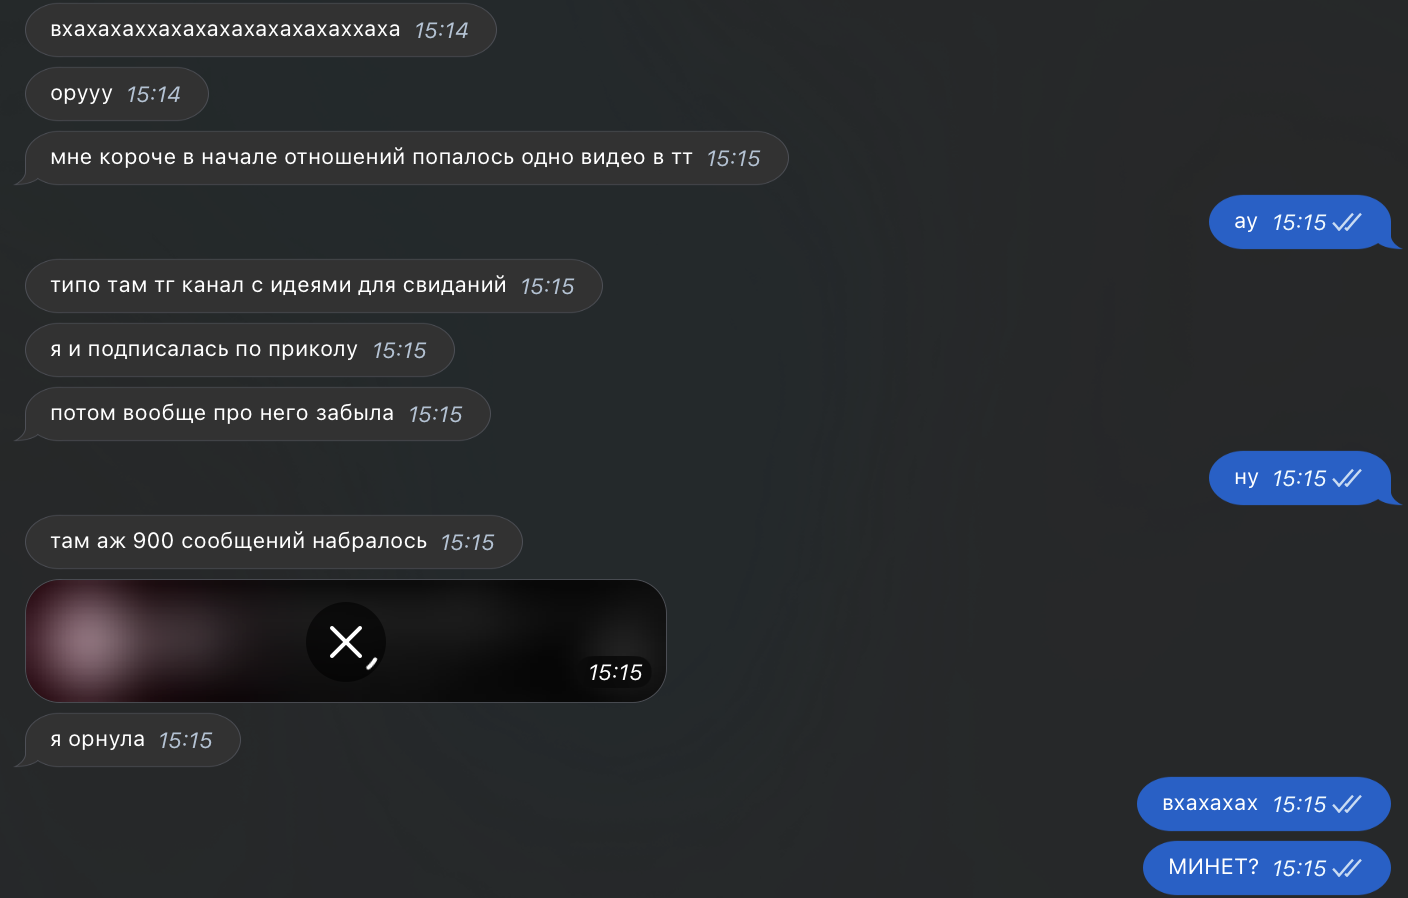 вхахахаххахахахахахахахаххаха 15:14
орууу 15:14
мне короче в начале отношений попалось одно видео в тт 15:15
ау 15:15
типо там тг канал с идеями для свиданий 15:15
я и подписалась по приколу 15:15
потом вообще про него забыла 15:15
ну 15:15
там аж 900 сообщений набралось 15:15
15:15
я орнула 15:15
вхахахах 15:15
МИНЕТ? 15:15